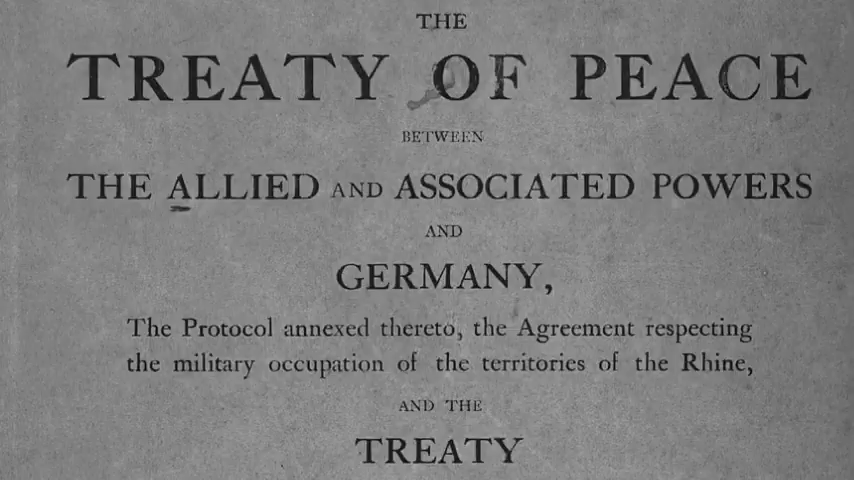 THE
TREATY OF PEACE
BETWEEN
THE ALLIED AND ASSOCIATED POWERS
AND
GERMANY,
The Protocol annexed thereto, the Agreement respecting
the military occupation of the territories of the Rhine,
AND THE
TREATY